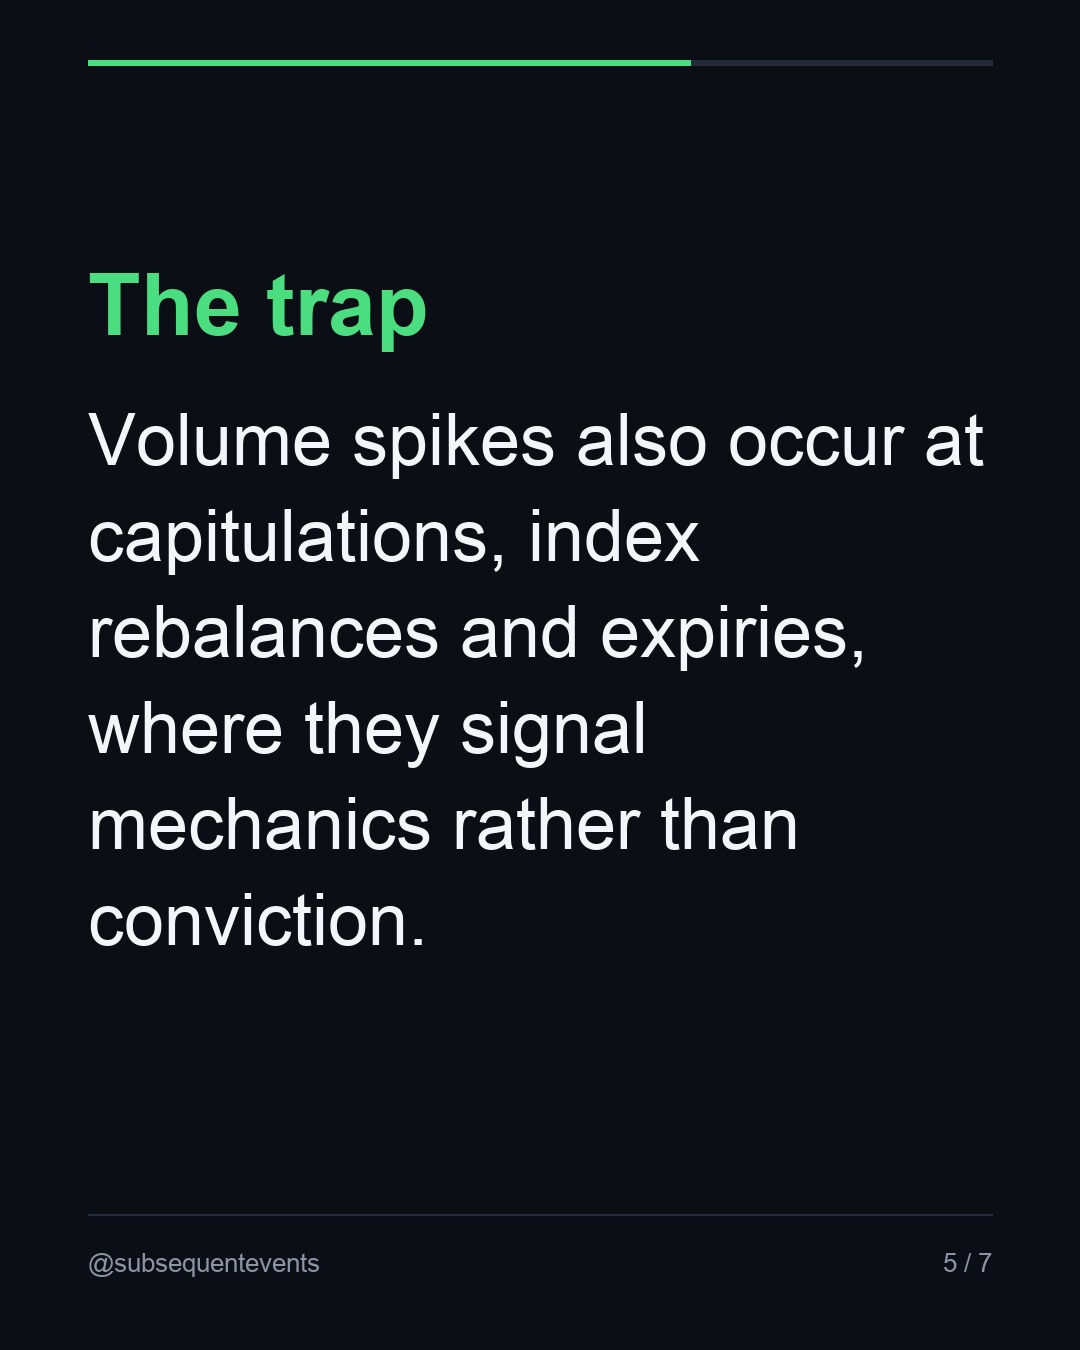 The trap
Volume spikes also occur at
capitulations, index
rebalances and expiries,
where they signal
mechanics rather than
conviction.
@subsequentevents
5 / 7